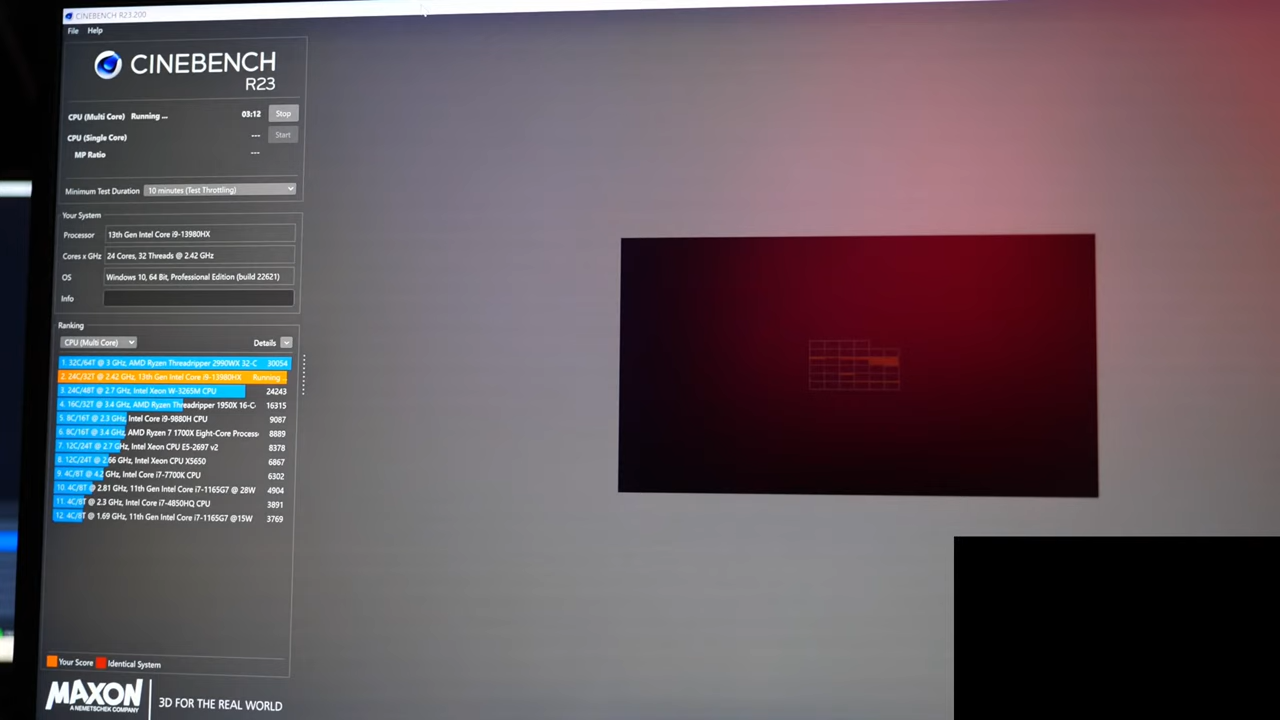 CINEBENCH R23.200
File Help
CINEBENCH
R23
CPU (Multi Core) Running ... 03:12 Stop
CPU (Single Core) --- Start
MP Ratio ---
Minimum Test Duration 10 minutes (Test Throttling)
Your System
Processor 13th Gen Intel Core i9-13980HX
Cores x GHz 24 Cores, 32 Threads @ 2.42 GHz
OS Windows 10, 64 Bit, Professional Edition (build 22621)
Info
Ranking
CPU (Multi Core) Details
1. 32C/64T @ 3 GHz, AMD Ryzen Threadripper 2990WX 32-C 30054
2. 24C/32T @ 2.42 GHz, 13th Gen Intel Core i9-13980HX Running
3. 24C/48T @ 2.7 GHz, Intel Xeon W-3265M CPU 24243
4. 16C/32T @ 3.4 GHz, AMD Ryzen Threadripper 1950X 16-C 16315
5. 8C/16T @ 2.3 GHz, Intel Core i9-9880H CPU 9087
6. 8C/16T @ 3.4 GHz, AMD Ryzen 7 1700X Eight-Core Process 8889
7. 12C/24T @ 2.7 GHz, Intel Xeon CPU E5-2697 v2 8378
8. 12C/24T @ 2.66 GHz, Intel Xeon CPU X5650 6867
9. 4C/8T @ 4.2 GHz, Intel Core i7-7700K CPU 6302
10. 4C/8T @ 2.81 GHz, 11th Gen Intel Core i7-1165G7 @ 28W 4904
11. 4C/8T @ 2.3 GHz, Intel Core i7-4850HQ CPU 3891
12. 4C/8T @ 1.69 GHz, 11th Gen Intel Core i7-1165G7 @15W 3769
Your Score Identical System
MAXON 3D FOR THE REAL WORLD
A NEMETSCHEK COMPANY